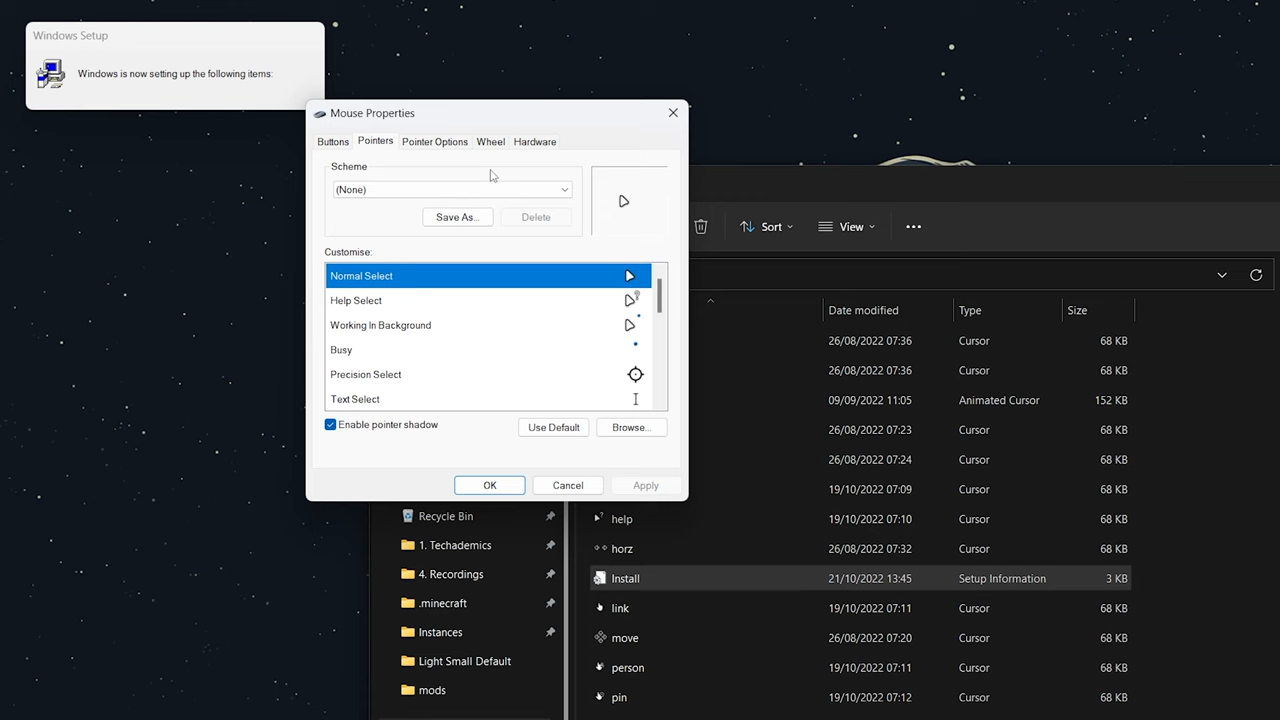 Windows Setup
Windows is now setting up the following items:
Mouse Properties
Buttons Pointers Pointer Options Wheel Hardware
Scheme
(None)
Save As... Delete
Customise:
Normal Select
Help Select
Working In Background
Busy
Precision Select
Text Select
Enable pointer shadow
Use Default Browse...
OK Cancel Apply
Sort View
Date modified Type Size
26/08/2022 07:36 Cursor 68 KB
26/08/2022 07:36 Cursor 68 KB
09/09/2022 11:05 Animated Cursor 152 KB
26/08/2022 07:23 Cursor 68 KB
26/08/2022 07:24 Cursor 68 KB
19/10/2022 07:09 Cursor 68 KB
help 19/10/2022 07:10 Cursor 68 KB
horz 26/08/2022 07:32 Cursor 68 KB
Install 21/10/2022 13:45 Setup Information 3 KB
link 19/10/2022 07:11 Cursor 68 KB
move 26/08/2022 07:20 Cursor 68 KB
person 19/10/2022 07:11 Cursor 68 KB
pin 19/10/2022 07:12 Cursor 68 KB
Recycle Bin
1. Techademics
4. Recordings
.minecraft
Instances
Light Small Default
mods